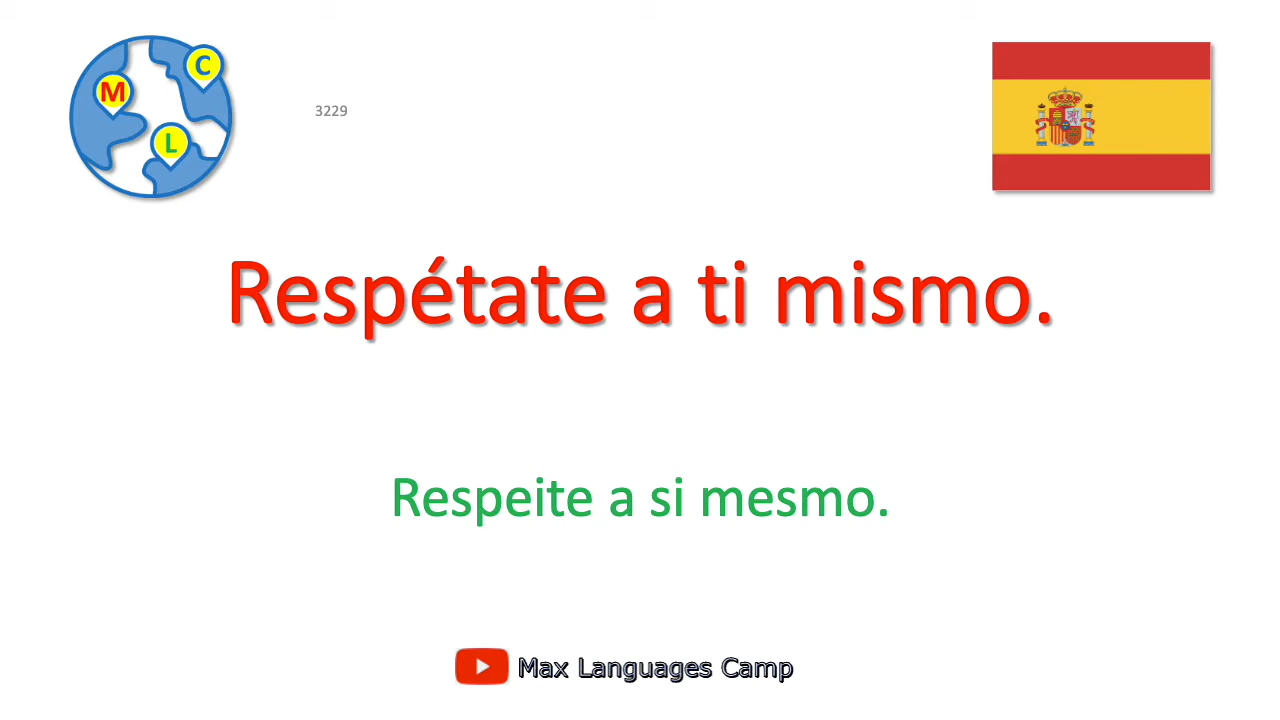 M
C
L
3229
Respétate a ti mismo.
Respeite a si mesmo.
Max Languages Camp